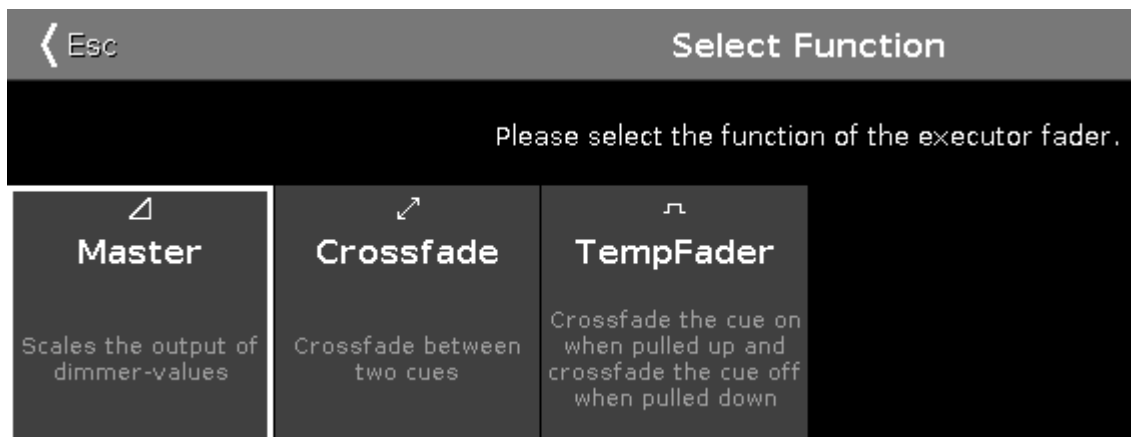 Esc
Select Function
Please select the function of the executor fader.
Master
Scales the output of
dimmer-values
Crossfade
Crossfade between
two cues
TempFader
Crossfade the cue on
when pulled up and
crossfade the cue off
when pulled down